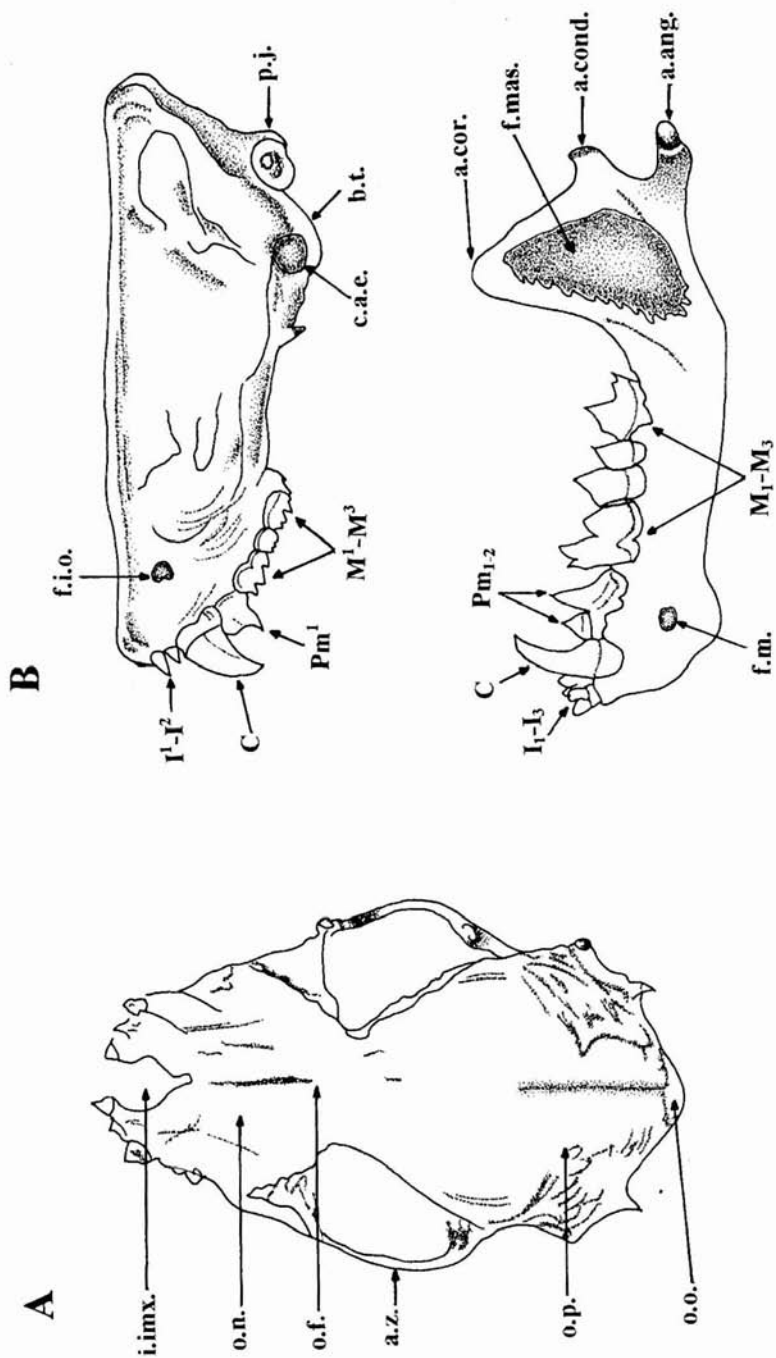 A
i.imx.
o.n.
o.f.
a.z.
o.p.
o.o.
B
f.i.o.
I¹-I²
C
Pm¹
M¹-M³
c.a.e.
b.t.
p.j.
a.cor.
f.mas.
a.cond.
a.ang.
Pm₁₋₂
C
I₁-I₃
f.m.
M₁-M₃